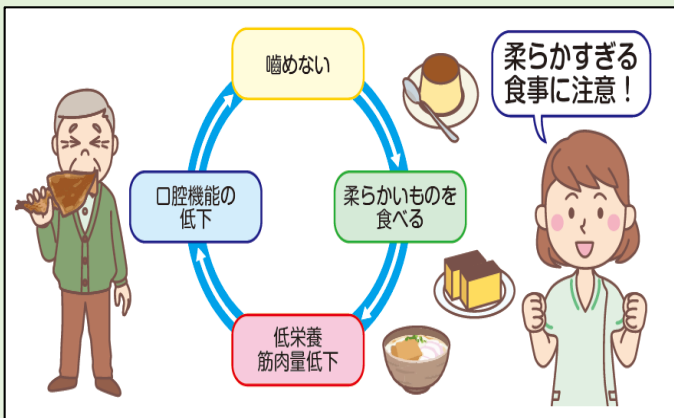 噛めない
柔らかすぎる
食事に注意！
口腔機能の
低下
柔らかいものを
食べる
低栄養
筋肉量低下